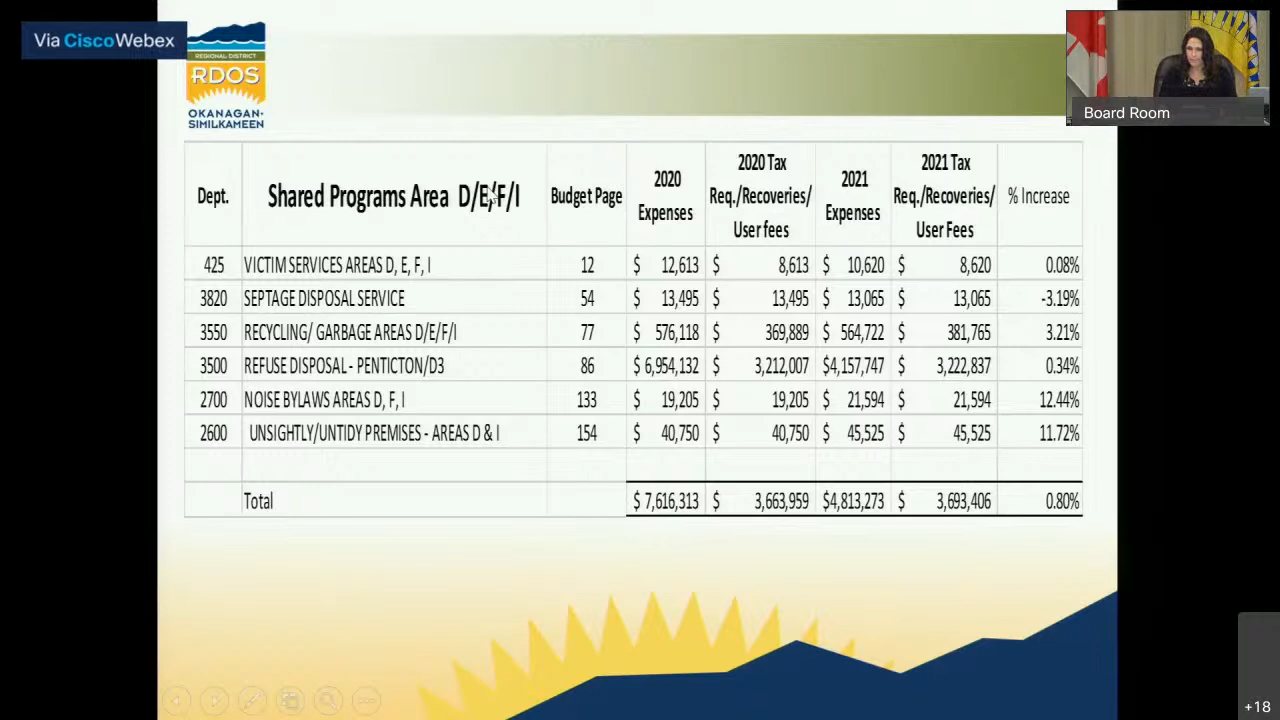 Via Cisco Webex
REGIONAL DISTRICT
RDOS
OKANAGAN-
SIMILKAMEEN
Board Room
Dept. Shared Programs Area D/E/F/I Budget Page 2020 Expenses 2020 Tax Req./Recoveries/ User fees 2021 Expenses 2021 Tax Req./Recoveries/ User Fees % Increase
425 VICTIM SERVICES AREAS D, E, F, I 12 $ 12,613 $ 8,613 $ 10,620 $ 8,620 0.08%
3820 SEPTAGE DISPOSAL SERVICE 54 $ 13,495 $ 13,495 $ 13,065 $ 13,065 -3.19%
3550 RECYCLING/ GARBAGE AREAS D/E/F/I 77 $ 576,118 $ 369,889 $ 564,722 $ 381,765 3.21%
3500 REFUSE DISPOSAL - PENTICTON/D3 86 $ 6,954,132 $ 3,212,007 $4,157,747 $ 3,222,837 0.34%
2700 NOISE BYLAWS AREAS D, F, I 133 $ 19,205 $ 19,205 $ 21,594 $ 21,594 12.44%
2600 UNSIGHTLY/UNTIDY PREMISES - AREAS D & I 154 $ 40,750 $ 40,750 $ 45,525 $ 45,525 11.72%
Total $ 7,616,313 $ 3,663,959 $4,813,273 $ 3,693,406 0.80%
+18